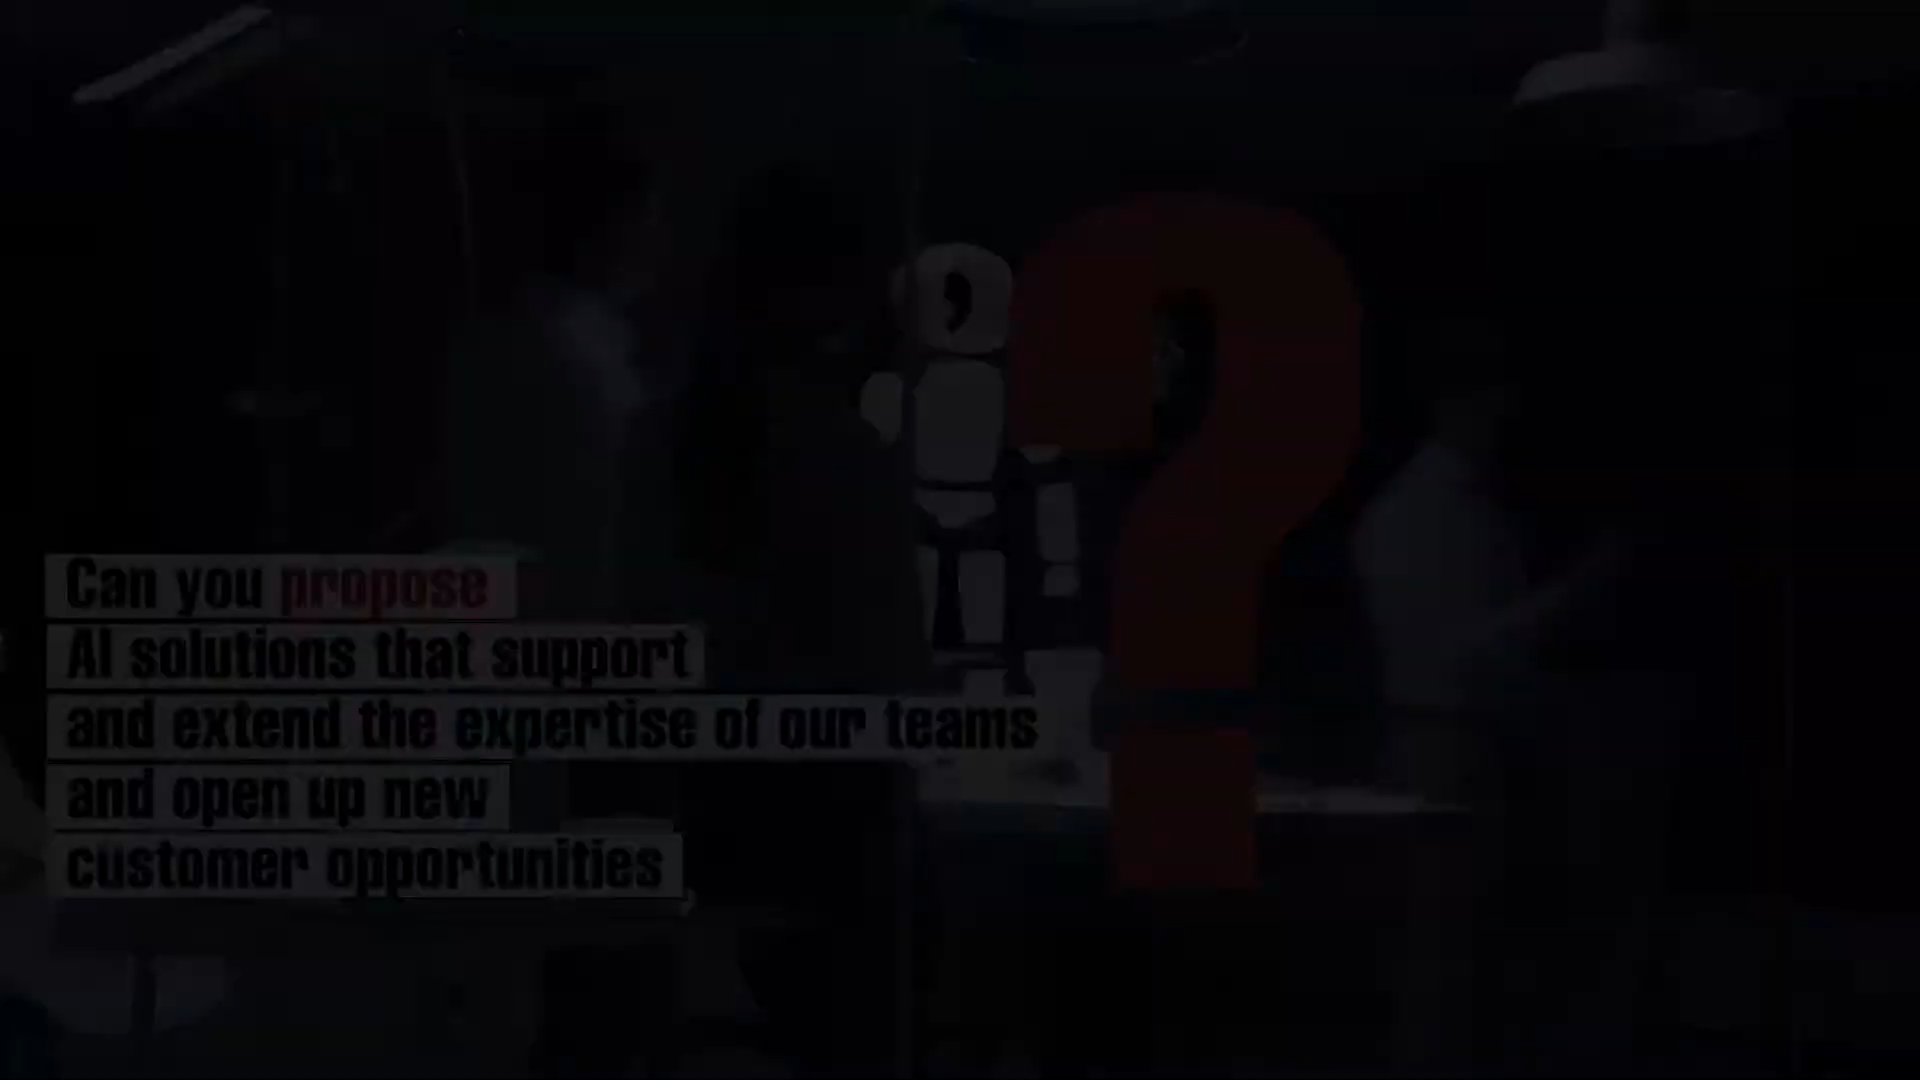 Can you propose
AI solutions that support
and extend the expertise of our teams
and open up new
customer opportunities
?